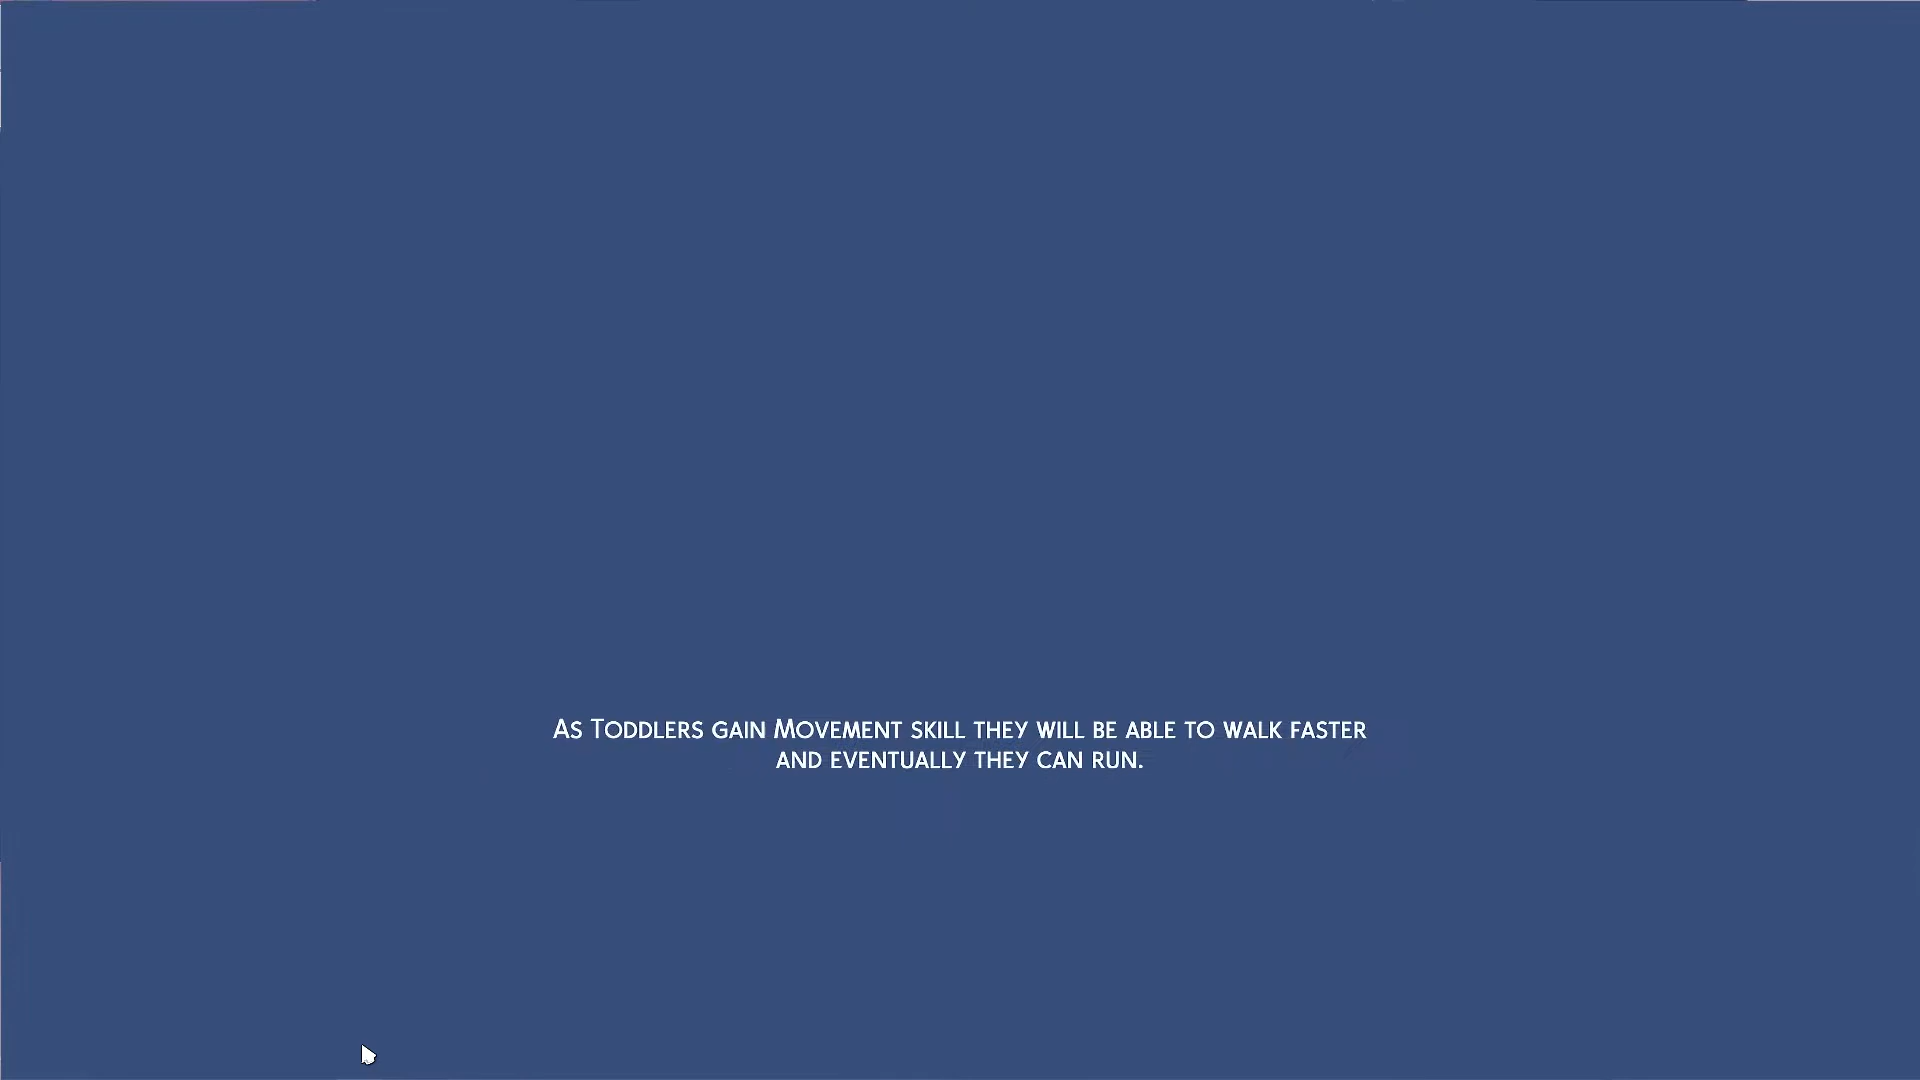 As Toddlers gain Movement skill they will be able to walk faster
and eventually they can run.